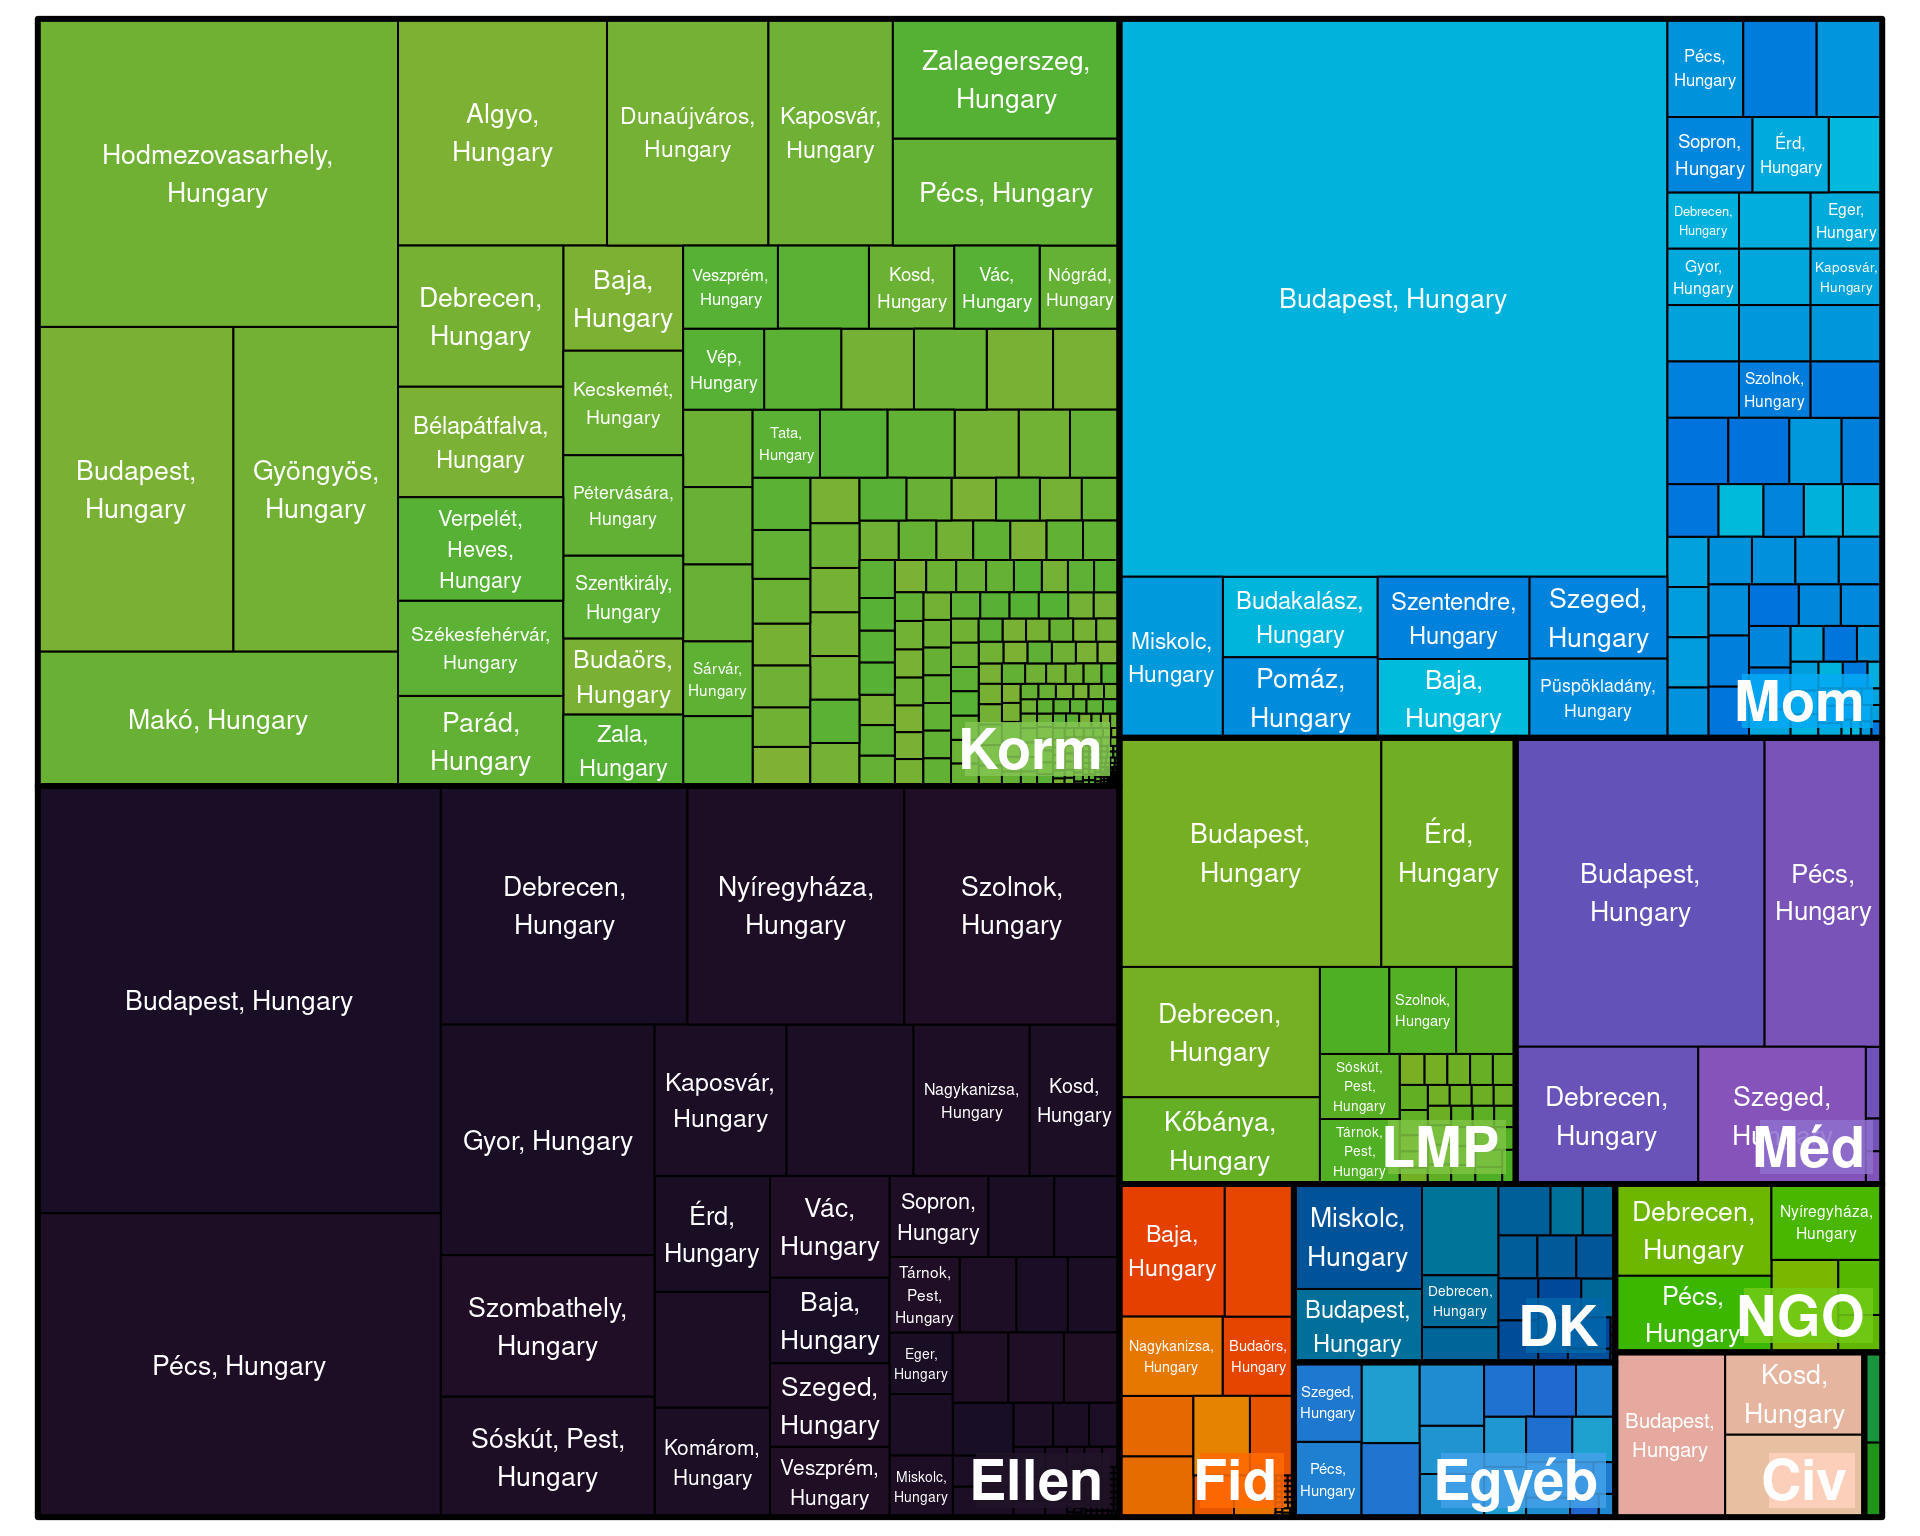 Hodmezovasarhely,
Hungary
Algyo,
Hungary
Dunaújváros,
Hungary
Kaposvár,
Hungary
Zalaegerszeg,
Hungary
Pécs, Hungary
Budapest,
Hungary
Gyöngyös,
Hungary
Makó, Hungary
Debrecen,
Hungary
Bélapátfalva,
Hungary
Verpelét,
Heves,
Hungary
Székesfehérvár,
Hungary
Parád,
Hungary
Baja,
Hungary
Kecskemét,
Hungary
Pétervására,
Hungary
Szentkirály,
Hungary
Budaörs,
Hungary
Zala,
Hungary
Veszprém,
Hungary
Kosd,
Hungary
Vác,
Hungary
Nógrád,
Hungary
Vép,
Hungary
Tata,
Hungary
Sárvár,
Hungary
Korm
Budapest, Hungary
Pécs,
Hungary
Sopron,
Hungary
Érd,
Hungary
Debrecen,
Hungary
Eger,
Hungary
Gyor,
Hungary
Kaposvár,
Hungary
Szolnok,
Hungary
Miskolc,
Hungary
Budakalász,
Hungary
Pomáz,
Hungary
Szentendre,
Hungary
Baja,
Hungary
Szeged,
Hungary
Püspökladány,
Hungary
Mom
Budapest, Hungary
Pécs, Hungary
Debrecen,
Hungary
Nyíregyháza,
Hungary
Szolnok,
Hungary
Gyor, Hungary
Szombathely,
Hungary
Sóskút, Pest,
Hungary
Kaposvár,
Hungary
Nagykanizsa,
Hungary
Kosd,
Hungary
Érd,
Hungary
Komárom,
Hungary
Vác,
Hungary
Baja,
Hungary
Szeged,
Hungary
Veszprém,
Hungary
Sopron,
Hungary
Tárnok,
Pest,
Hungary
Eger,
Hungary
Miskolc,
Hungary
Ellen
Budapest,
Hungary
Érd,
Hungary
Debrecen,
Hungary
Kőbánya,
Hungary
Szolnok,
Hungary
Sóskút,
Pest,
Hungary
Tárnok,
Pest,
Hungary
LMP
Budapest,
Hungary
Pécs,
Hungary
Debrecen,
Hungary
Szeged,
Hungary
Méd
Baja,
Hungary
Nagykanizsa,
Hungary
Budaörs,
Hungary
Fid
Miskolc,
Hungary
Budapest,
Hungary
Debrecen,
Hungary
DK
Debrecen,
Hungary
Nyíregyháza,
Hungary
Pécs,
Hungary
NGO
Szeged,
Hungary
Pécs,
Hungary
Egyéb
Budapest,
Hungary
Kosd,
Hungary
Civ